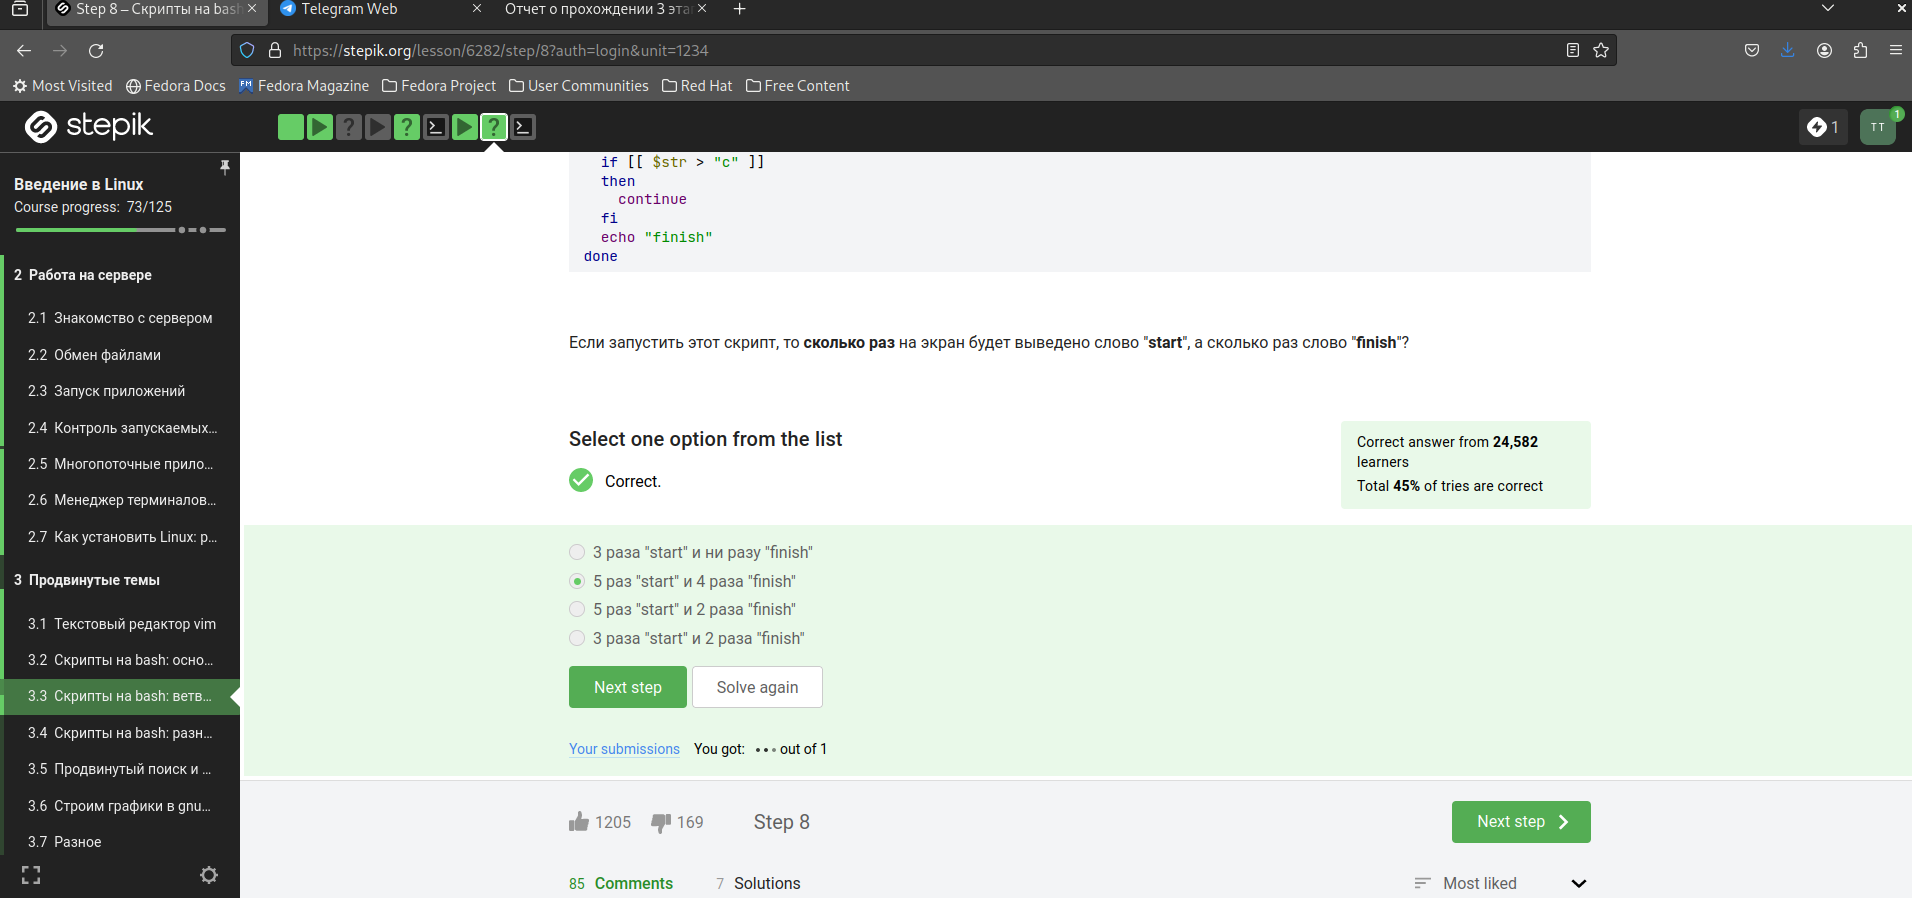 Step 8 – Скрипты на bash
Telegram Web
Отчет о прохождении 3 эта
https://stepik.org/lesson/6282/step/8?auth=login&unit=1234
Most Visited
Fedora Docs
Fedora Magazine
Fedora Project
User Communities
Red Hat
Free Content
stepik
1
TT
1
Введение в Linux
Course progress: 73/125
2 Работа на сервере
2.1 Знакомство с сервером
2.2 Обмен файлами
2.3 Запуск приложений
2.4 Контроль запускаемых...
2.5 Многопоточные прило...
2.6 Менеджер терминалов...
2.7 Как установить Linux: р...
3 Продвинутые темы
3.1 Текстовый редактор vim
3.2 Скрипты на bash: осно...
3.3 Скрипты на bash: ветв...
3.4 Скрипты на bash: разн...
3.5 Продвинутый поиск и ...
3.6 Строим графики в gnu...
3.7 Разное
if [[ $str > "c" ]]
then
continue
fi
echo "finish"
done
Если запустить этот скрипт, то сколько раз на экран будет выведено слово "start", а сколько раз слово "finish"?
Select one option from the list
Correct.
Correct answer from 24,582
learners
Total 45% of tries are correct
3 раза "start" и ни разу "finish"
5 раз "start" и 4 раза "finish"
5 раз "start" и 2 раза "finish"
3 раза "start" и 2 раза "finish"
Next step
Solve again
Your submissions You got: ••• out of 1
1205
169
Step 8
Next step
85 Comments
7 Solutions
Most liked